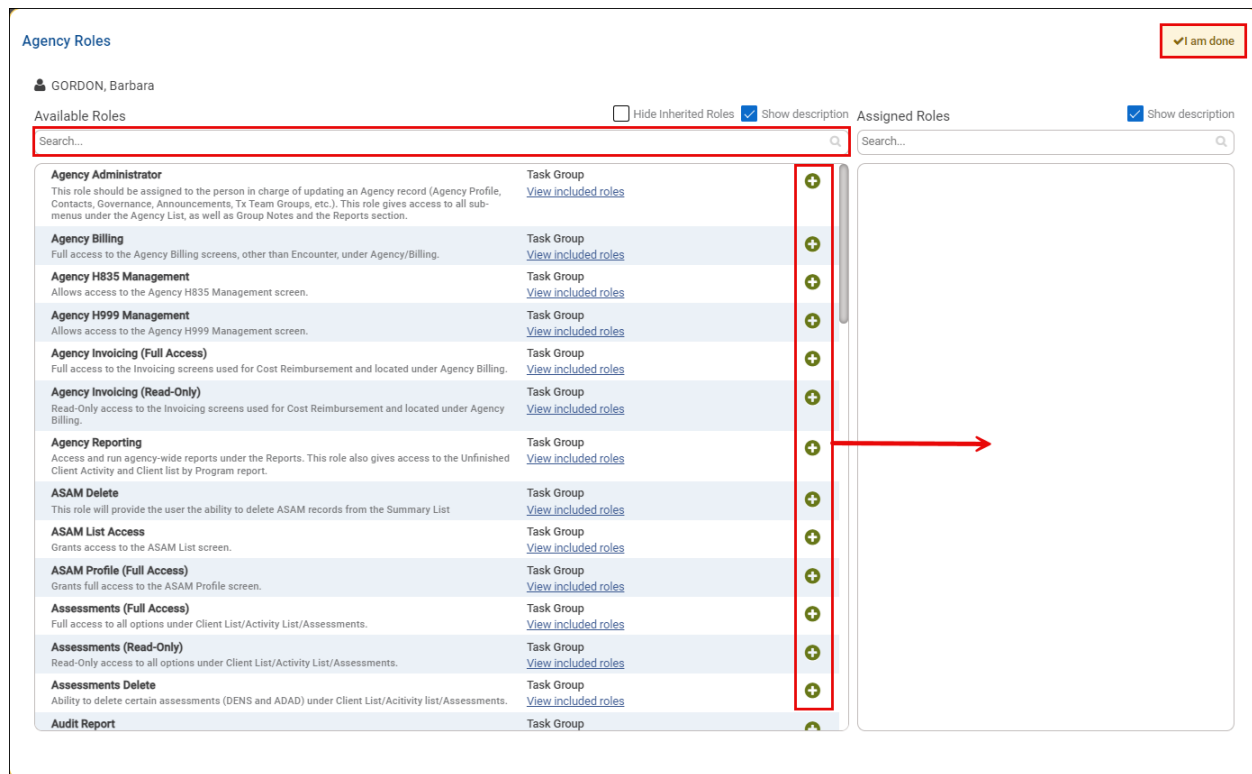 Agency Roles
I am done
GORDON, Barbara
Available Roles
Hide Inherited Roles
Show description
Assigned Roles
Show description
Search...
Search...
Agency Administrator
Task Group
This role should be assigned to the person in charge of updating an Agency record (Agency Profile,
View included roles
Contacts, Governance, Announcements, Tx Team Groups, etc.). This role gives access to all sub-
menus under the Agency List, as well as Group Notes and the Reports section.
Agency Billing
Task Group
Full access to the Agency Billing screens, other than Encounter, under Agency/Billing.
View included roles
Agency H835 Management
Task Group
Allows access to the Agency H835 Management screen.
View included roles
Agency H999 Management
Task Group
Allows access to the Agency H999 Management screen.
View included roles
Agency Invoicing (Full Access)
Task Group
Full access to the Invoicing screens used for Cost Reimbursement and located under Agency Billing.
View included roles
Agency Invoicing (Read-Only)
Task Group
Read-Only access to the Invoicing screens used for Cost Reimbursement and located under Agency
View included roles
Billing.
Agency Reporting
Task Group
Access and run agency-wide reports under the Reports. This role also gives access to the Unfinished
View included roles
Client Activity and Client list by Program report.
ASAM Delete
Task Group
This role will provide the user the ability to delete ASAM records from the Summary List
View included roles
ASAM List Access
Task Group
Grants access to the ASAM List screen.
View included roles
ASAM Profile (Full Access)
Task Group
Grants full access to the ASAM Profile screen.
View included roles
Assessments (Full Access)
Task Group
Full access to all options under Client List/Activity List/Assessments.
View included roles
Assessments (Read-Only)
Task Group
Read-Only access to all options under Client List/Activity List/Assessments.
View included roles
Assessments Delete
Task Group
Ability to delete certain assessments (DENS and ADAD) under Client List/Acitivity list/Assessments.
View included roles
Audit Report
Task Group